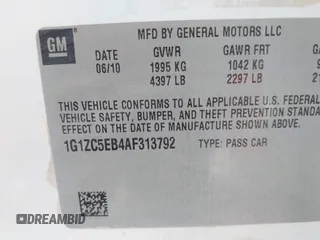 GM
MFD BY GENERAL MOTORS LLC
DATE GVWR GAWR FRT
06/10 1995 KG 1042 KG
4397 LB 2297 LB
THIS VEHICLE CONFORMS TO ALL APPLICABLE U.S. FEDERAL
VEHICLE SAFETY, BUMPER, AND THEFT PREVENTION STANDARD
IN EFFECT ON THE DATE OF MANUFACTURE SHOWN ABOVE.
1G1ZC5EB4AF313792 TYPE: PASS CAR
DREAMBID